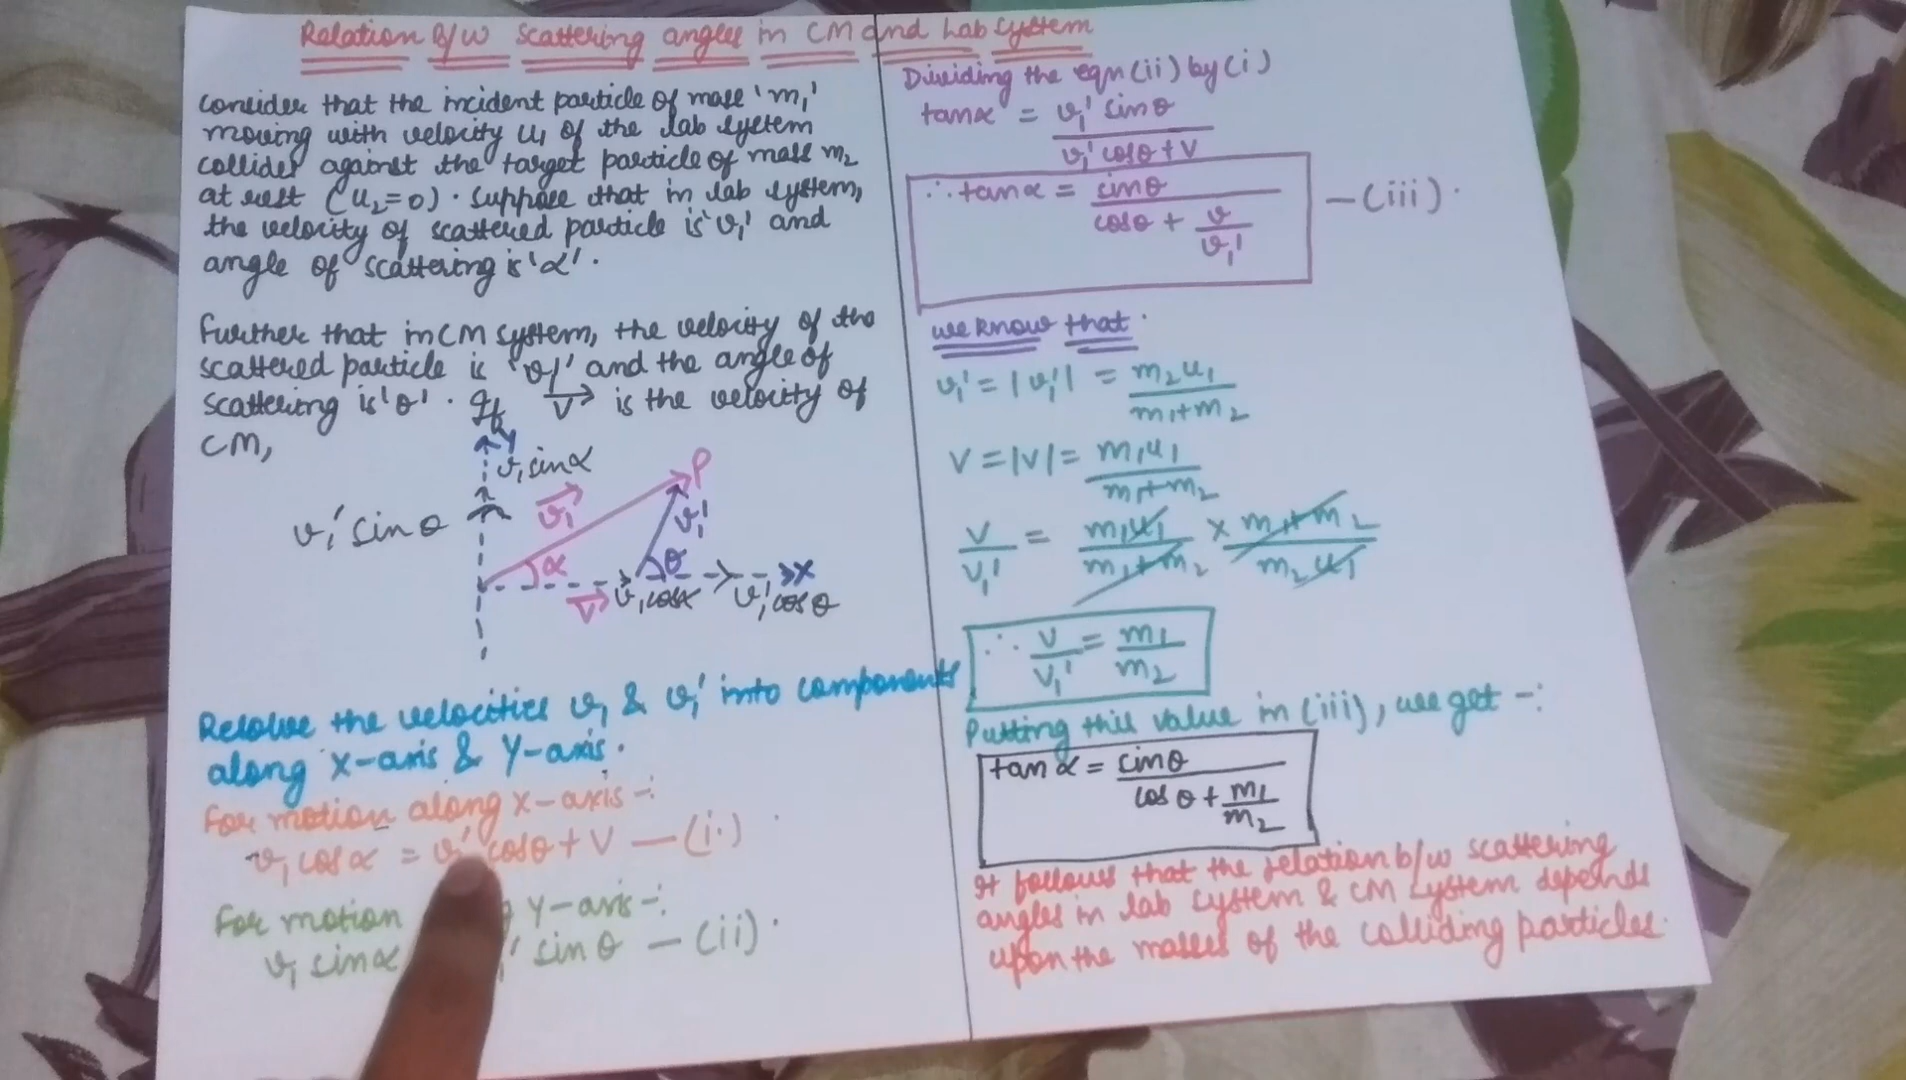 Relation B/w Scattering angles in CM and Lab System
Consider that the incident particle of mass 'm₁'
moving with velocity u₁ of the lab system
collides against the target particle of mass m₂
at rest (u₂=0). Suppose that in lab system,
the velocity of scattered particle is 'v₁' and
angle of scattering is 'α'.
Further that in CM system, the velocity of the
scattered particle is 'v₁'' and the angle of
scattering is 'θ'. If V⃗ is the velocity of
CM,
Y
v₁ sinα
P
v₁' sin θ
v⃗₁
v₁'
α
θ
X
V⃗
v₁cosα
v₁' cosθ
Resolve the velocities v₁ & v₁' into components
along X-axis & Y-axis.
For motion along X-axis -:
v₁ cos α = v₁' cosθ + V — (i.)
For motion Y-axis -:
v₁ sinα ' sin θ — (ii).
Dividing the eqn (ii) by (i)
tanα = v₁' sinθ / v₁' cosθ + V
∴ tanα = sinθ / cosθ + v/v₁' — (iii).
we know that.
v₁' = |v₁'| = m₂u₁ / m₁+m₂
V = |V| = m₁u₁ / m₁+m₂
V/V₁' = m₁u₁ / m₁+m₂ × m₁+m₂ / m₂u₁
∴ V/V₁' = m₁/m₂
Putting this value in (iii), we get -:
tan α = sinθ / cos θ + m₁/m₂
It follows that the relation b/w scattering
angles in lab system & CM system depends
upon the masses of the colliding particles.